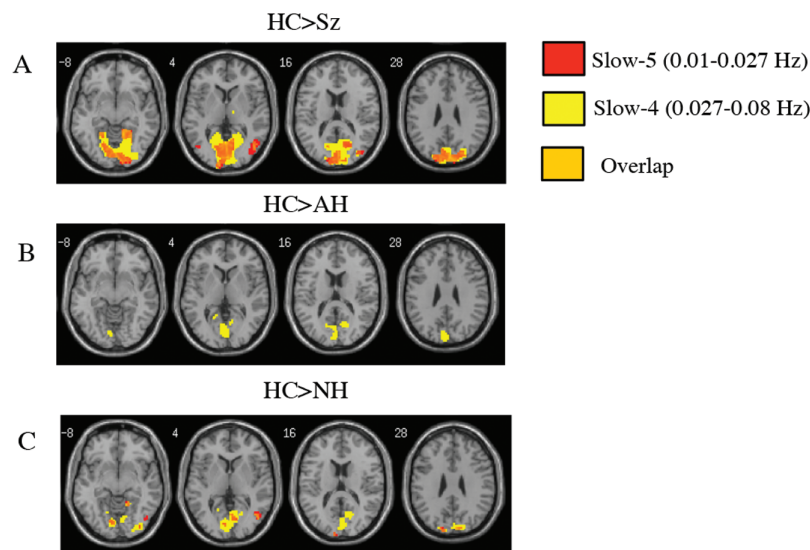 HC>Sz
A
-8 4 16 28
Slow-5 (0.01-0.027 Hz)
Slow-4 (0.027-0.08 Hz)
Overlap
HC>AH
B
-8 4 16 28
HC>NH
C
-8 4 16 28